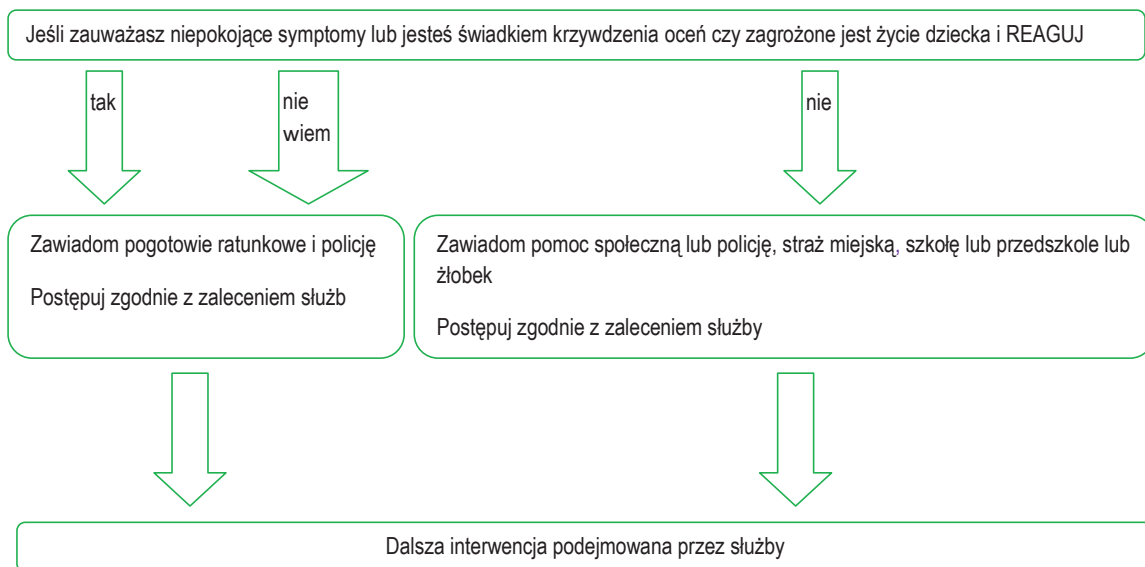 Jeśli zauważasz niepokojące symptomy lub jesteś świadkiem krzywdzenia oceń czy zagrożone jest życie dziecka i REAGUJ
tak
nie
wiem
nie
Zawiadom pogotowie ratunkowe i policję
Postępuj zgodnie z zaleceniem służb
Zawiadom pomoc społeczną lub policję, straż miejską, szkołę lub przedszkole lub
żłobek
Postępuj zgodnie z zaleceniem służby
Dalsza interwencja podejmowana przez służby